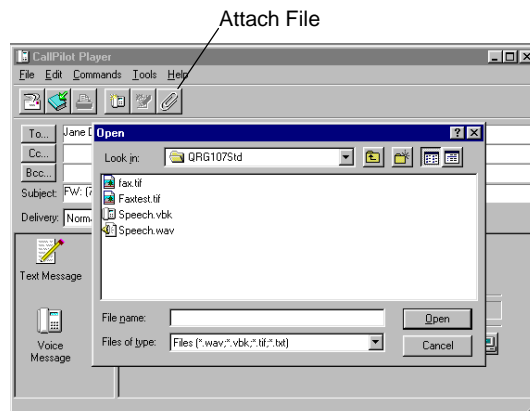 Attach File
CallPilot Player
File Edit Commands Tools Help
To... Jane
Open
Cc...
Look in: QRG107Std
Bcc...
Subject: FW:
Delivery:
fax.tif
Faxtest.tif
Speech.vbk
Speech.wav
Text Message
File name:
Open
Files of type: Files (*.wav;*.vbk;*.tif;*.txt)
Cancel
Voice
Message